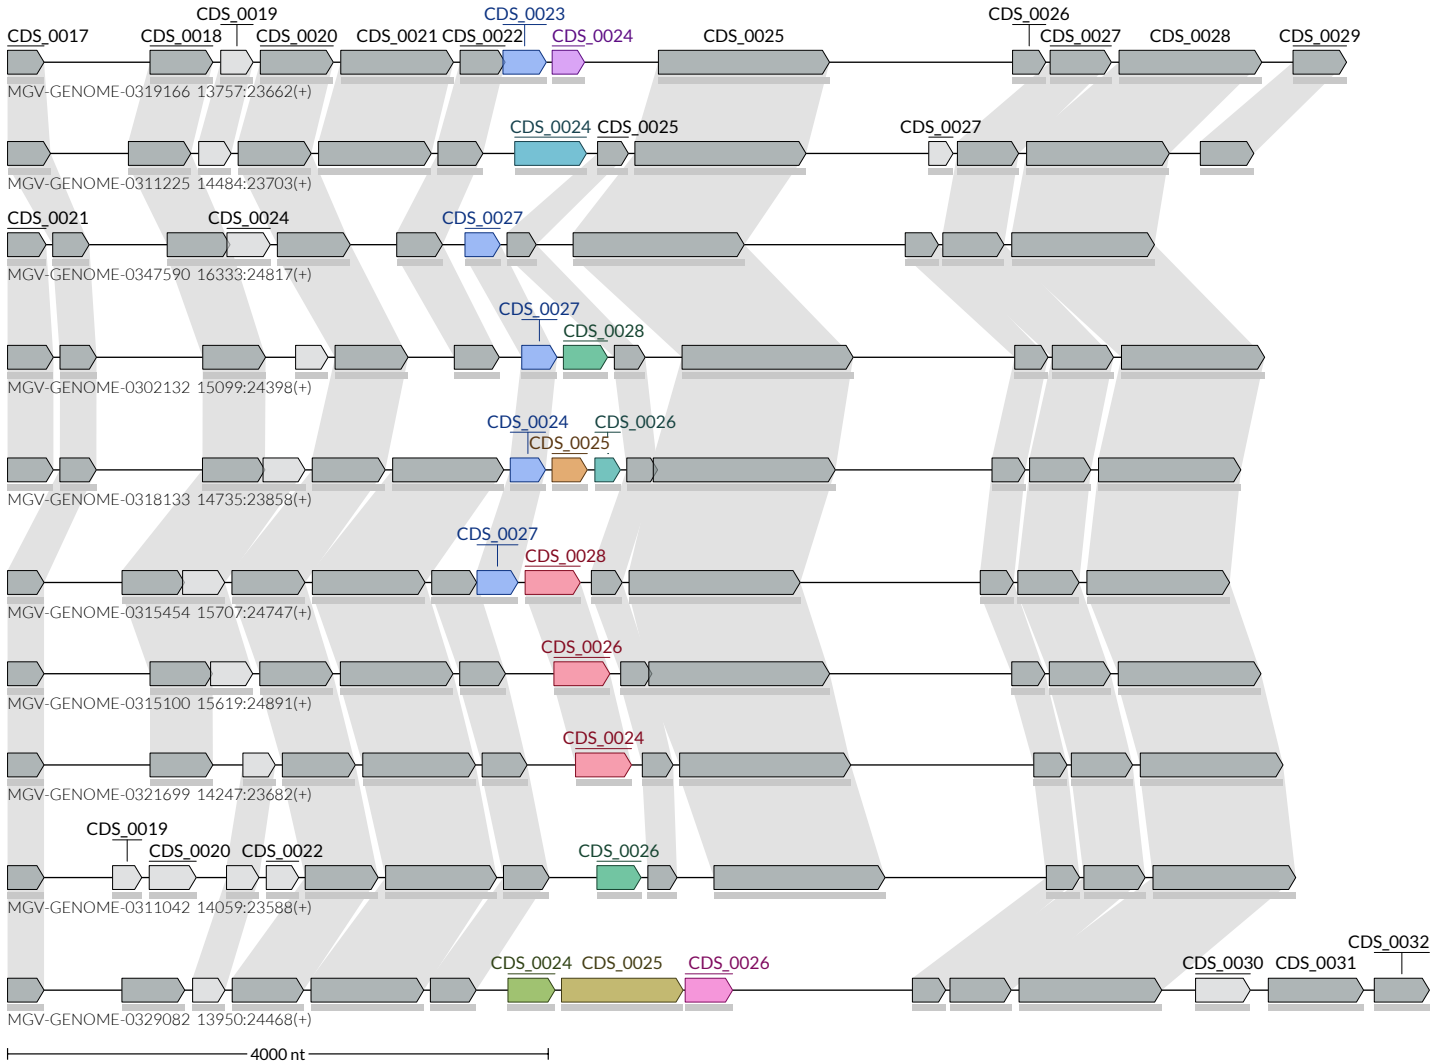 CDS_0019 CDS_0023 CDS_0026
CDS_0017 CDS_0018 CDS_0020 CDS_0021 CDS_0022 CDS_0024 CDS_0025 CDS_0027 CDS_0028 CDS_0029
MGV-GENOME-0319166 13757:23662(+)
CDS_0024 CDS_0025 CDS_0027
MGV-GENOME-0311225 14484:23703(+)
CDS_0021 CDS_0024 CDS_0027
MGV-GENOME-0347590 16333:24817(+)
CDS_0027
CDS_0028
MGV-GENOME-0302132 15099:24398(+)
CDS_0024 CDS_0026
CDS_0025
MGV-GENOME-0318133 14735:23858(+)
CDS_0027
CDS_0028
MGV-GENOME-0315454 15707:24747(+)
CDS_0026
MGV-GENOME-0315100 15619:24891(+)
CDS_0024
MGV-GENOME-0321699 14247:23682(+)
CDS_0019
CDS_0020 CDS_0022 CDS_0026
MGV-GENOME-0311042 14059:23588(+)
CDS_0032
CDS_0024 CDS_0025 CDS_0026 CDS_0030 CDS_0031
MGV-GENOME-0329082 13950:24468(+)
4000 nt